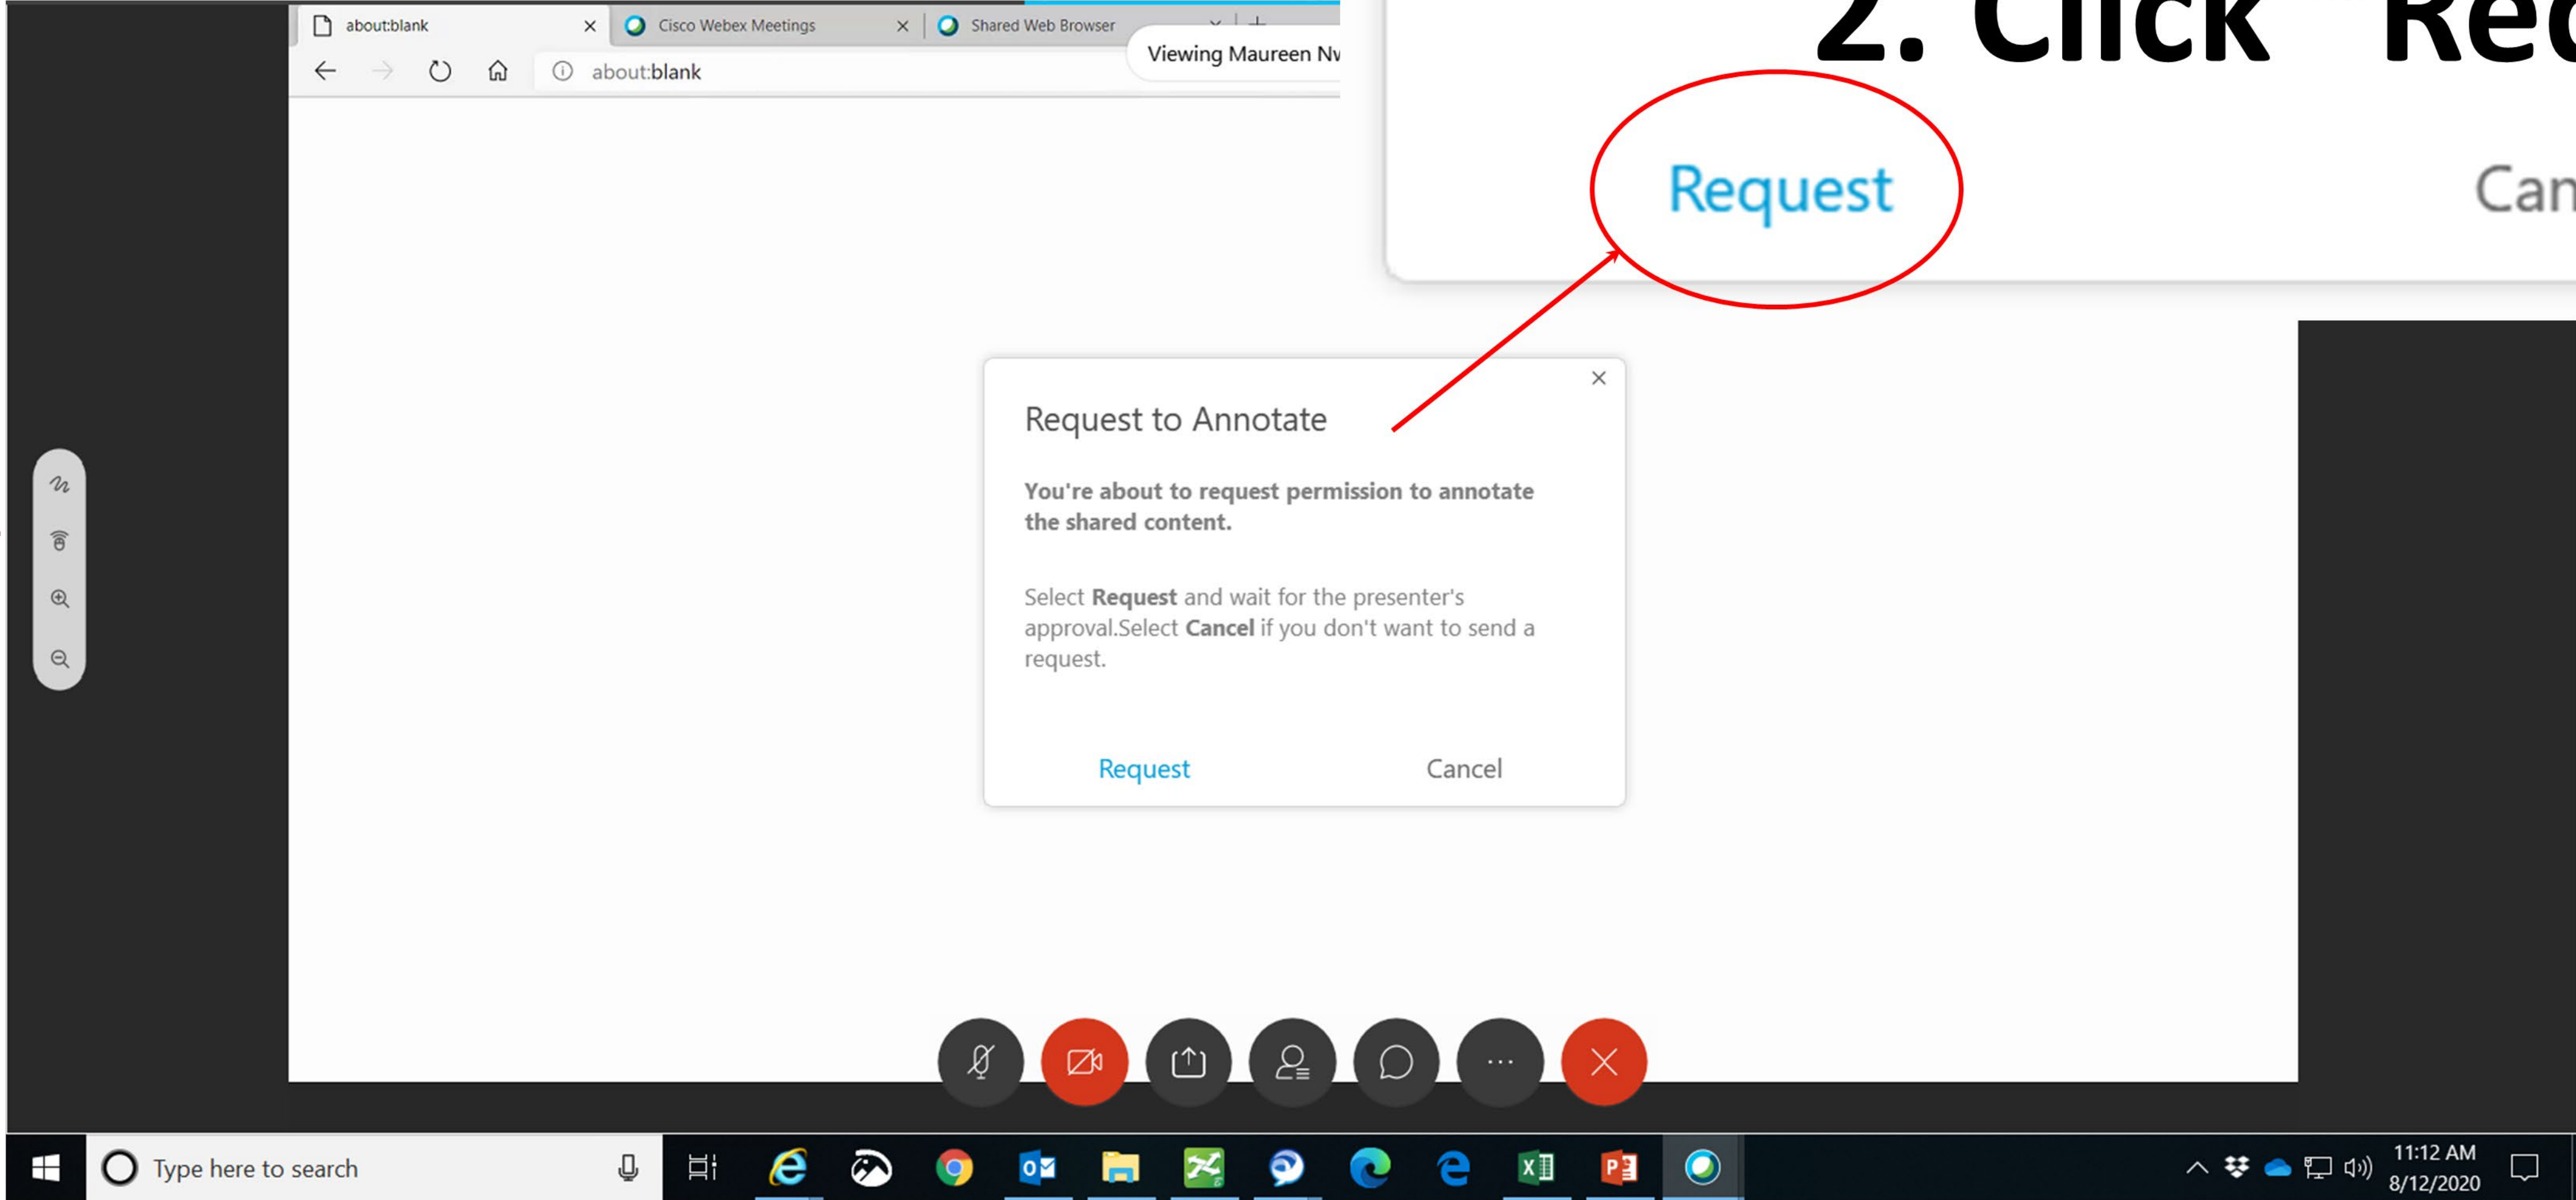 about:blank
Cisco Webex Meetings
Shared Web Browser
Viewing Maureen
about:blank
2. Click "Req
Request
Can
Request to Annotate
You're about to request permission to annotate
the shared content.
Select Request and wait for the presenter's
approval.Select Cancel if you don't want to send a
request.
Request
Cancel
Type here to search
11:12 AM
8/12/2020